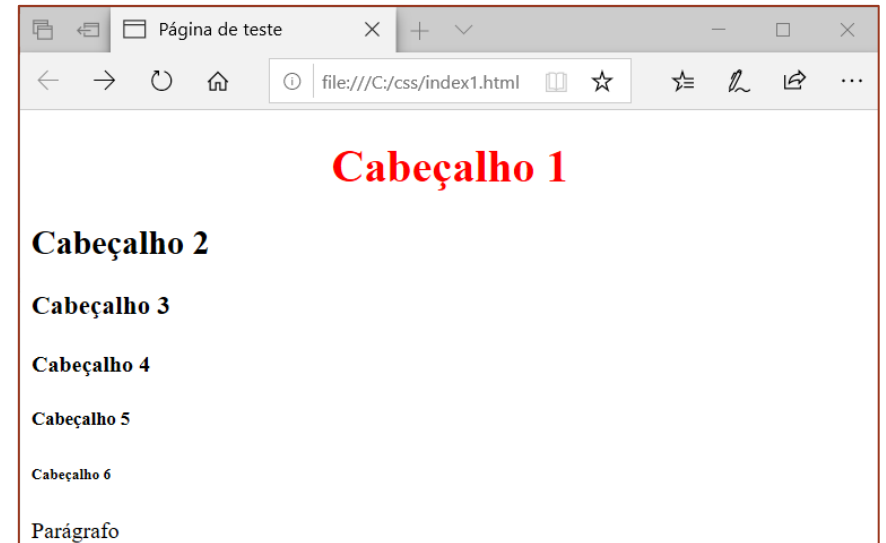 Página de teste
file:///C:/css/index1.html
Cabeçalho 1
Cabeçalho 2
Cabeçalho 3
Cabeçalho 4
Cabeçalho 5
Cabeçalho 6
Parágrafo